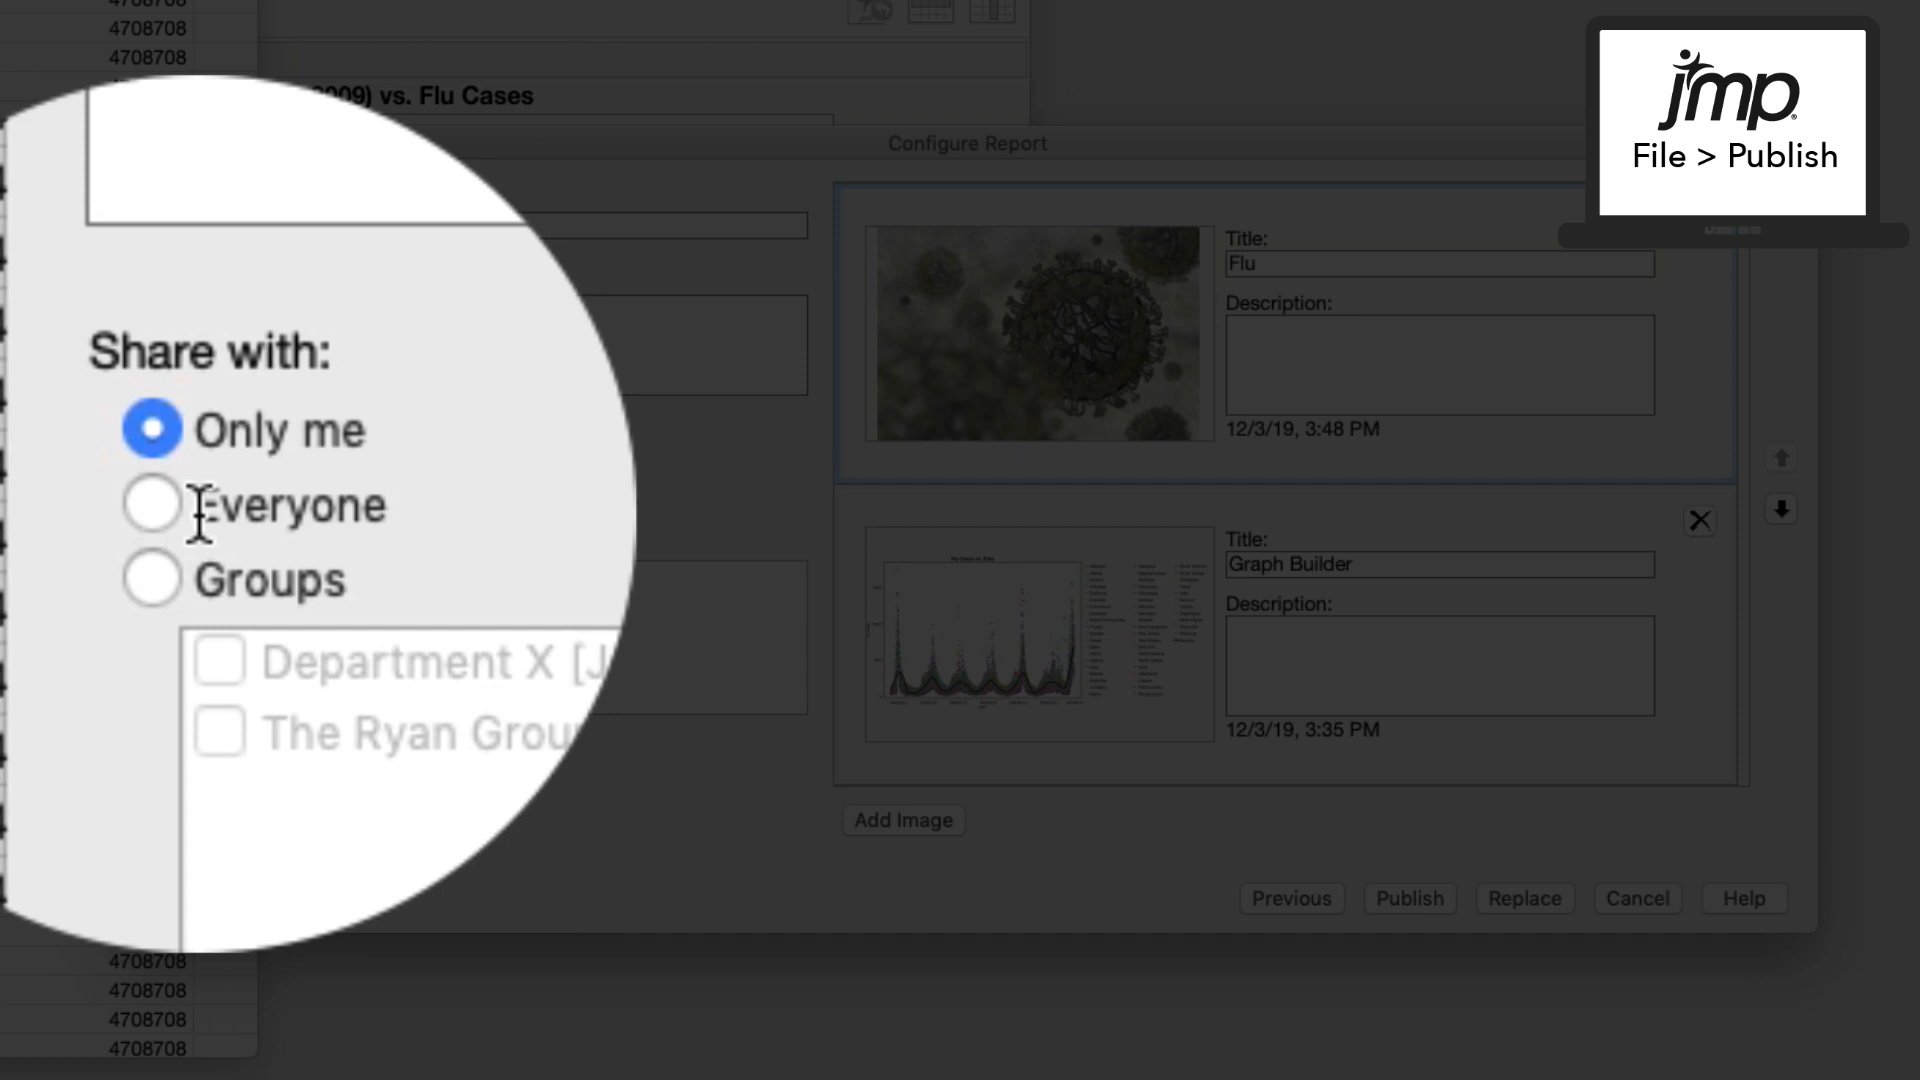 4708708
4708708
2009) vs. Flu Cases
Configure Report
jmp
File > Publish
Share with:
Only me
Everyone
Groups
Department X [J
The Ryan Grou
Title:
Flu
Description:
12/3/19, 3:48 PM
Title:
Graph Builder
Description:
12/3/19, 3:35 PM
Add Image
Previous
Publish
Replace
Cancel
Help
4708708
4708708
4708708
4708708